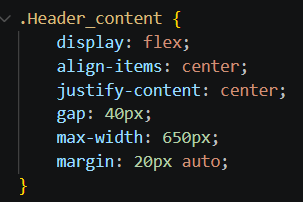 .Header_content {
    display: flex;
    align-items: center;
    justify-content: center;
    gap: 40px;
    max-width: 650px;
    margin: 20px auto;
}